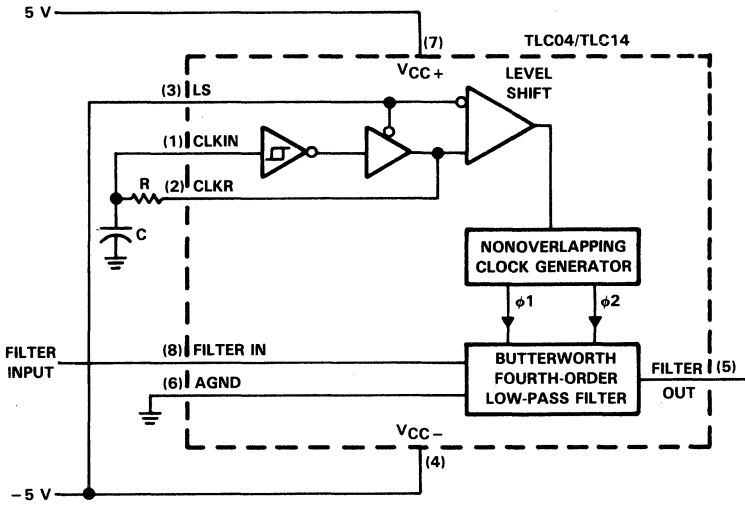 5 V
TLC04/TLC14
(7)
VCC+
LEVEL
SHIFT
(3) LS
(1) CLKIN
R
(2) CLKR
C
NONOVERLAPPING
CLOCK GENERATOR
φ1
φ2
FILTER
INPUT
(8) FILTER IN
BUTTERWORTH
FOURTH-ORDER
LOW-PASS FILTER
FILTER
OUT
(5)
(6) AGND
VCC−
(4)
−5 V